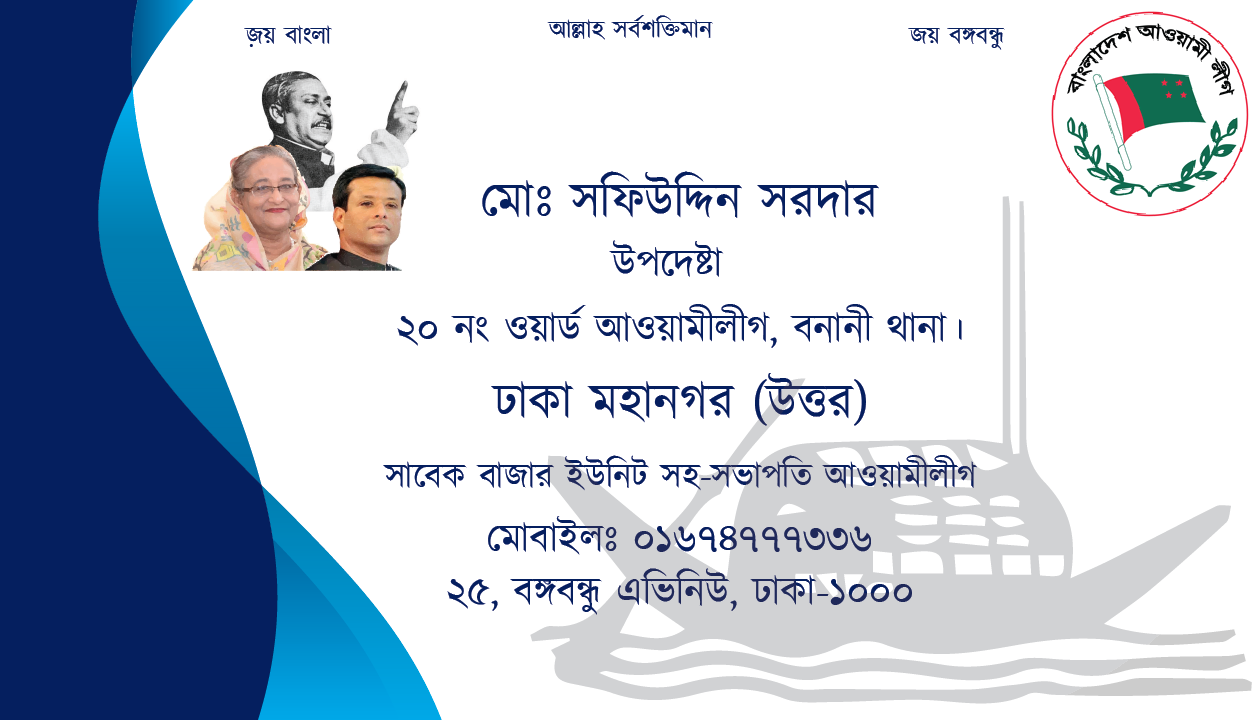 জয় বাংলা
আল্লাহ সর্বশক্তিমান
জয় বঙ্গবন্ধু
বাংলাদেশ আওয়ামী লীগ
মোঃ সফিউদ্দিন সরদার
উপদেষ্টা
২০ নং ওয়ার্ড আওয়ামীলীগ, বনানী থানা।
ঢাকা মহানগর (উত্তর)
সাবেক বাজার ইউনিট সহ-সভাপতি আওয়ামীলীগ
মোবাইলঃ ০১৬৭৪৭৭৭৩৩৬
২৫, বঙ্গবন্ধু এভিনিউ, ঢাকা-১০০০